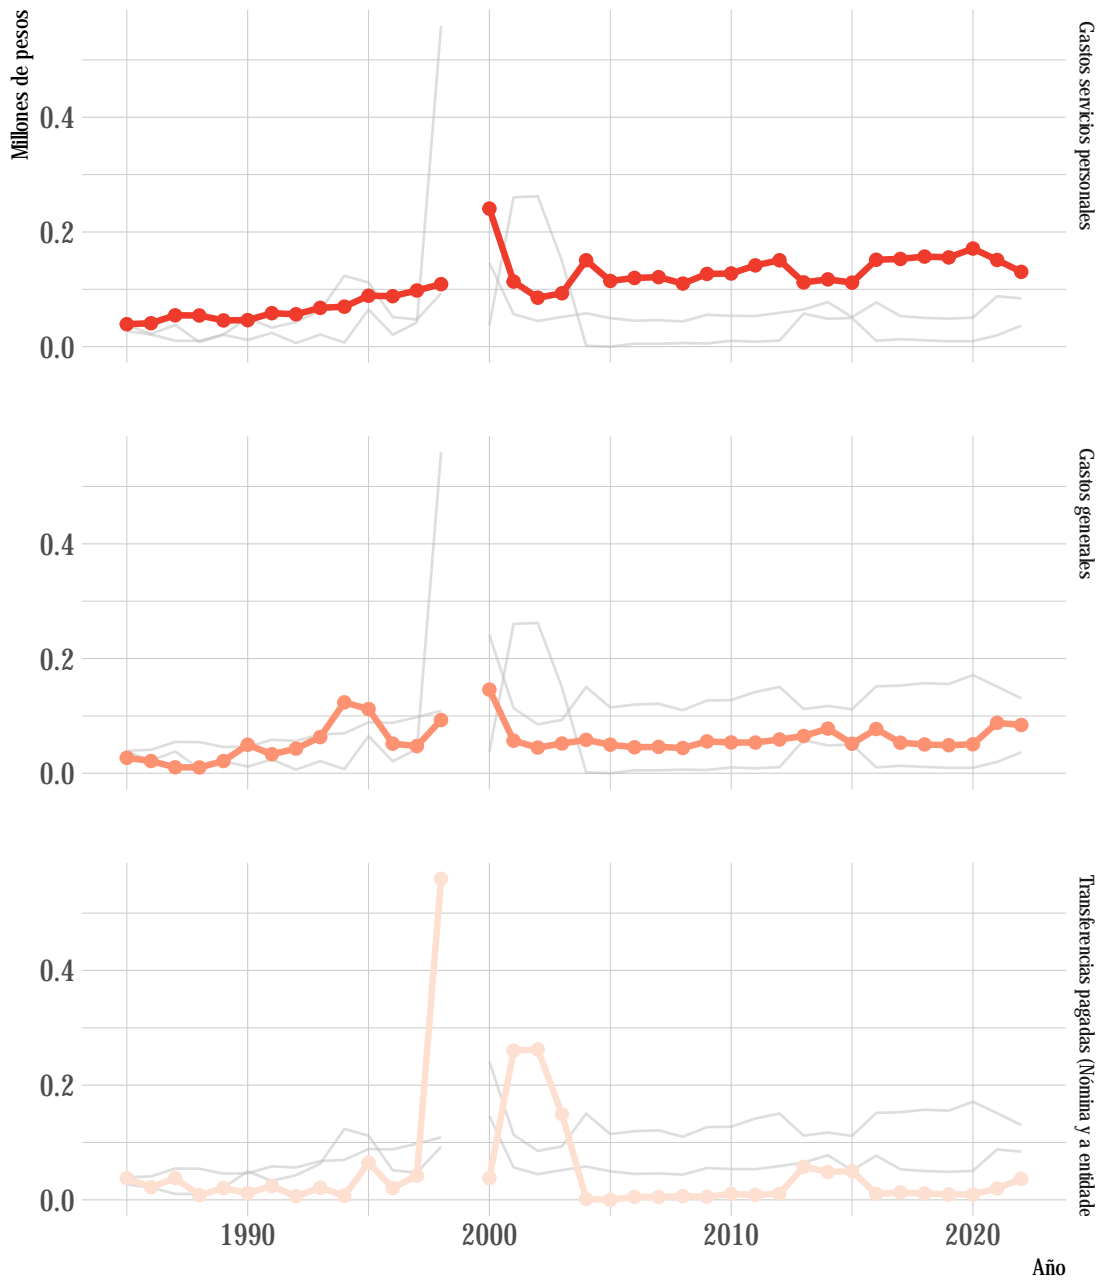 Millones de pesos
0.4
0.2
0.0
Gastos servicios personales
0.4
0.2
0.0
Gastos generales
0.4
0.2
0.0
Transferencias pagadas (Nómina y a entidade
1990
2000
2010
2020
Año